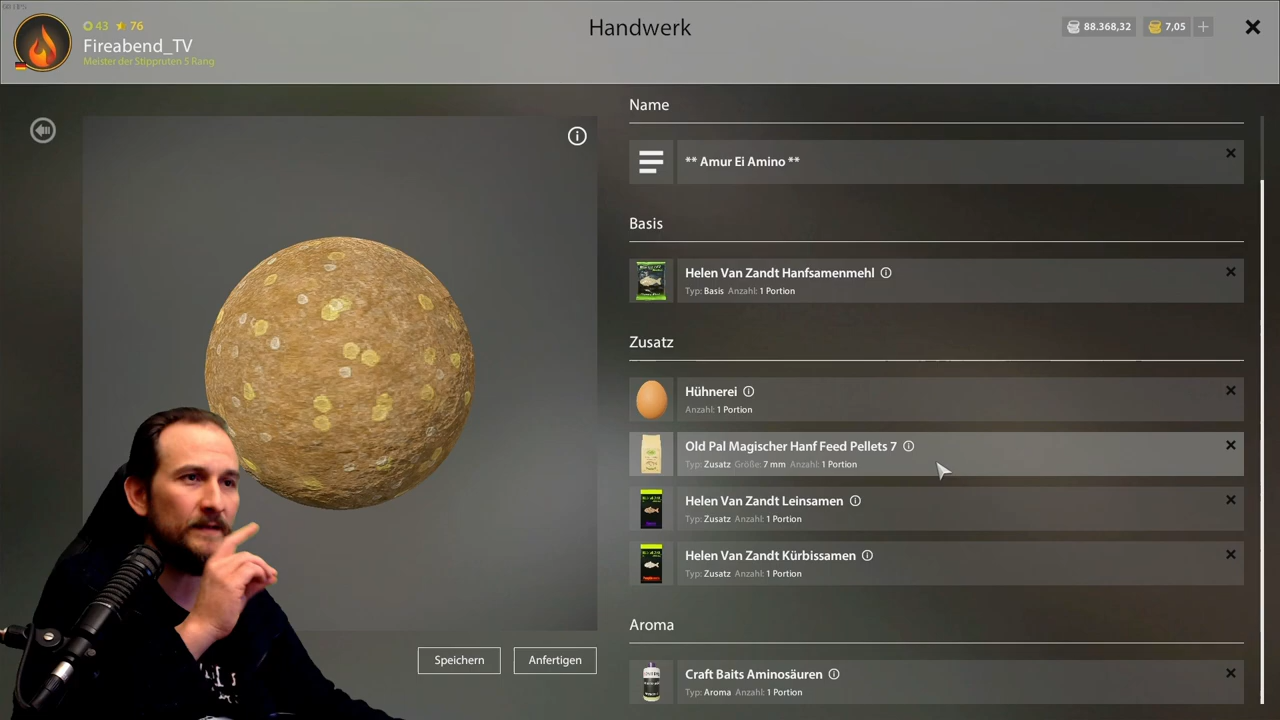 60 FPS
43 76
Fireabend_TV
Meister der Stippruten 5 Rang
Handwerk
88.368,32 7,05
Name
** Amur Ei Amino **
Basis
Helen Van Zandt Hanfsamenmehl
Typ: Basis Anzahl: 1 Portion
Zusatz
Hühnerei
Anzahl: 1 Portion
Old Pal Magischer Hanf Feed Pellets 7
Typ: Zusatz Größe: 7 mm Anzahl: 1 Portion
Helen Van Zandt Leinsamen
Typ: Zusatz Anzahl: 1 Portion
Helen Van Zandt Kürbissamen
Typ: Zusatz Anzahl: 1 Portion
Aroma
Craft Baits Aminosäuren
Typ: Aroma Anzahl: 1 Portion
Speichern Anfertigen